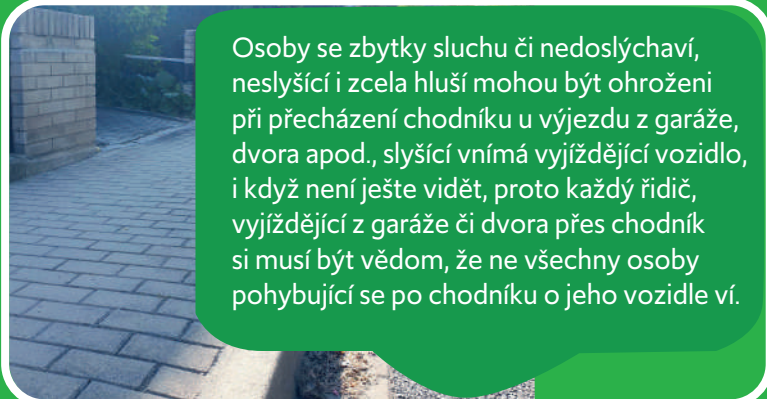 Osoby se zbytky sluchu či nedoslýchaví,
neslyšící i zcela hluší mohou být ohroženi
při přecházení chodníku u výjezdu z garáže,
dvora apod., slyšící vnímá vyjíždějící vozidlo,
i když není ješte vidět, proto každý řidič,
vyjíždějící z garáže či dvora přes chodník
si musí být vědom, že ne všechny osoby
pohybující se po chodníku o jeho vozidle ví.